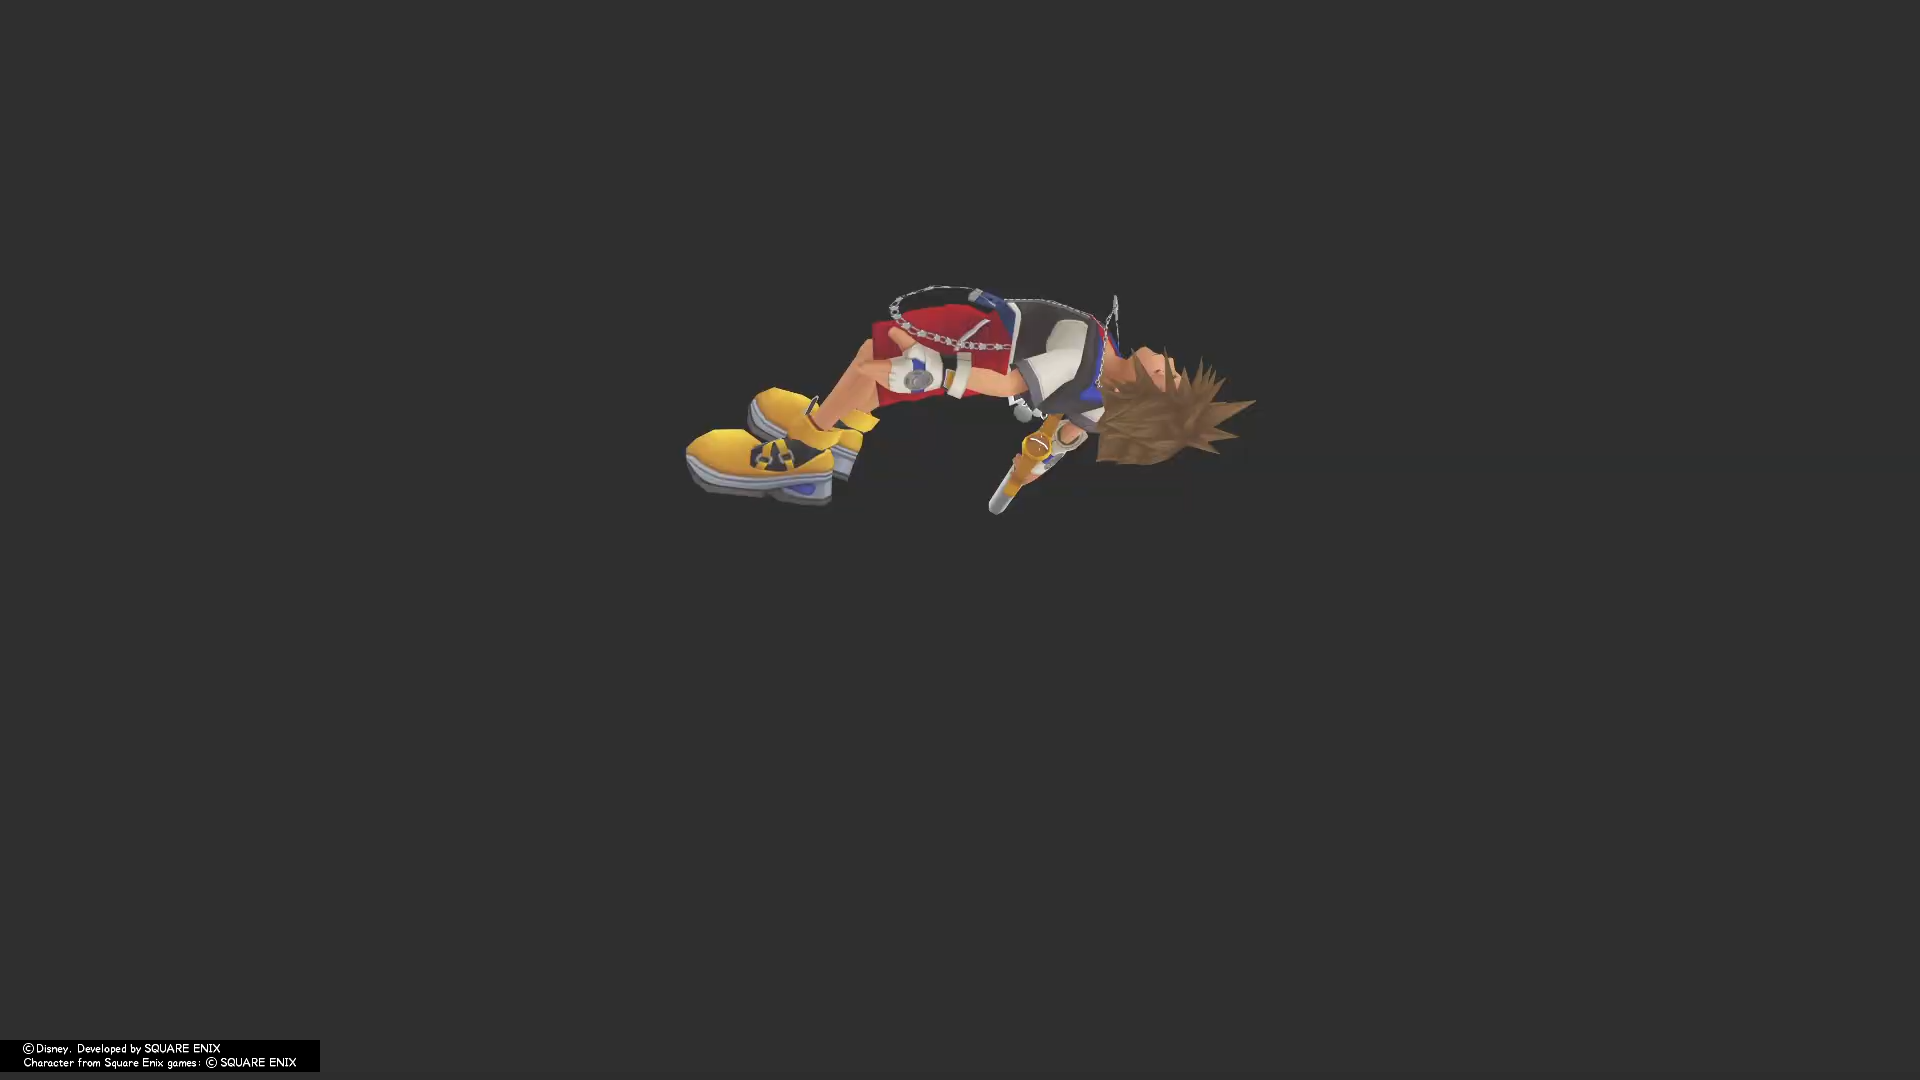 ©Disney. Developed by SQUARE ENIX
Character from Square Enix games: © SQUARE ENIX